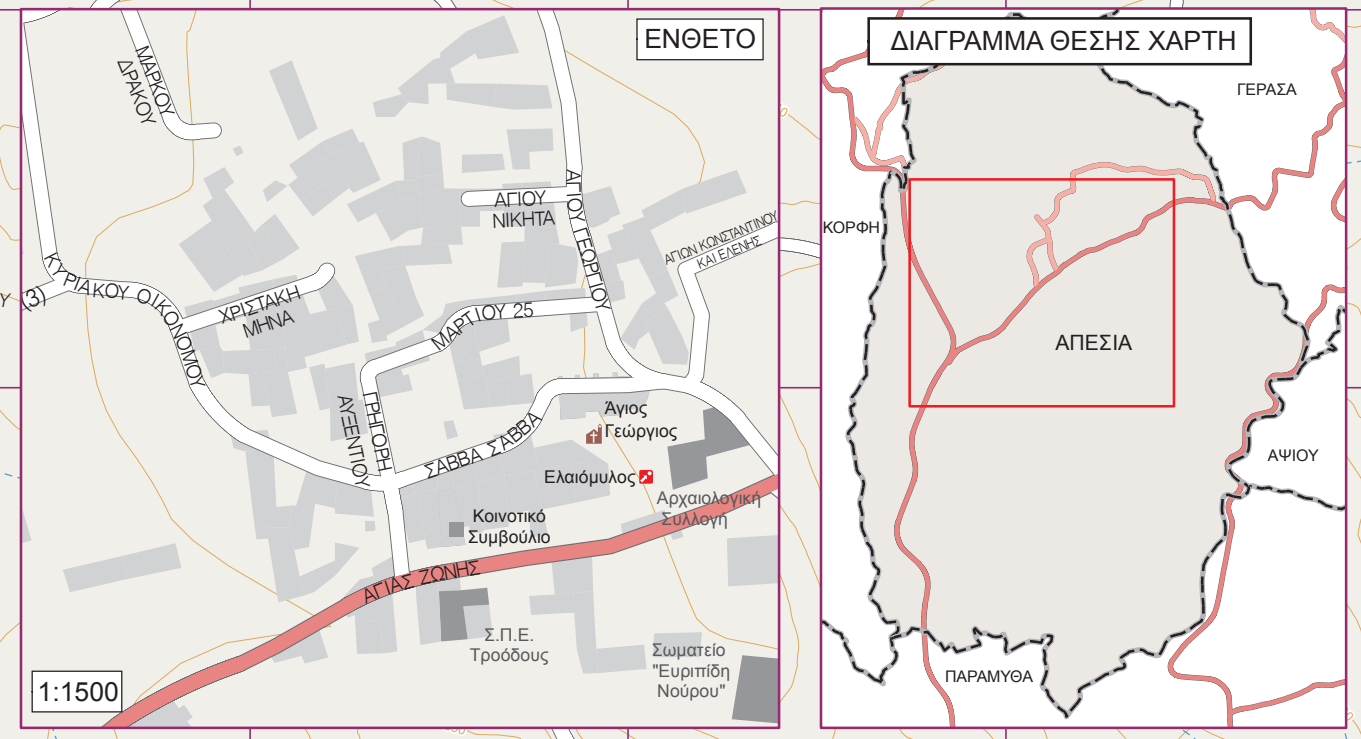 ΕΝΘΕΤΟ
ΜΑΡΚΟΥ
ΔΡΑΚΟΥ
ΑΓΙΟΥ
ΝΙΚΗΤΑ
ΑΓΙΟΥ ΓΕΩΡΓΙΟΥ
ΑΓΙΩΝ ΚΩΝΣΤΑΝΤΙΝΟΥ
ΚΑΙ ΕΛΕΝΗΣ
Υ (3)
ΚΥΡΙΑΚΟΥ ΟΙΚΟΝΟΜΟΥ
ΧΡΙΣΤΑΚΗ
ΜΗΝΑ
ΜΑΡΤΙΟΥ 25
ΓΡΗΓΟΡΗ
ΑΥΞΕΝΤΙΟΥ
ΣΑΒΒΑ ΣΑΒΒΑ
Άγιος
Γεώργιος
Ελαιόμυλος
Αρχαιολογική
Συλλογή
Κοινοτικό
Συμβούλιο
ΑΓΙΑΣ ΖΩΝΗΣ
Σ.Π.Ε.
Τροόδους
Σωματείο
"Ευριπίδη
Νούρου"
1:1500
ΔΙΑΓΡΑΜΜΑ ΘΕΣΗΣ ΧΑΡΤΗ
ΓΕΡΑΣΑ
ΚΟΡΦΗ
ΑΠΕΣΙΑ
ΑΨΙΟΥ
ΠΑΡΑΜΥΘΑ